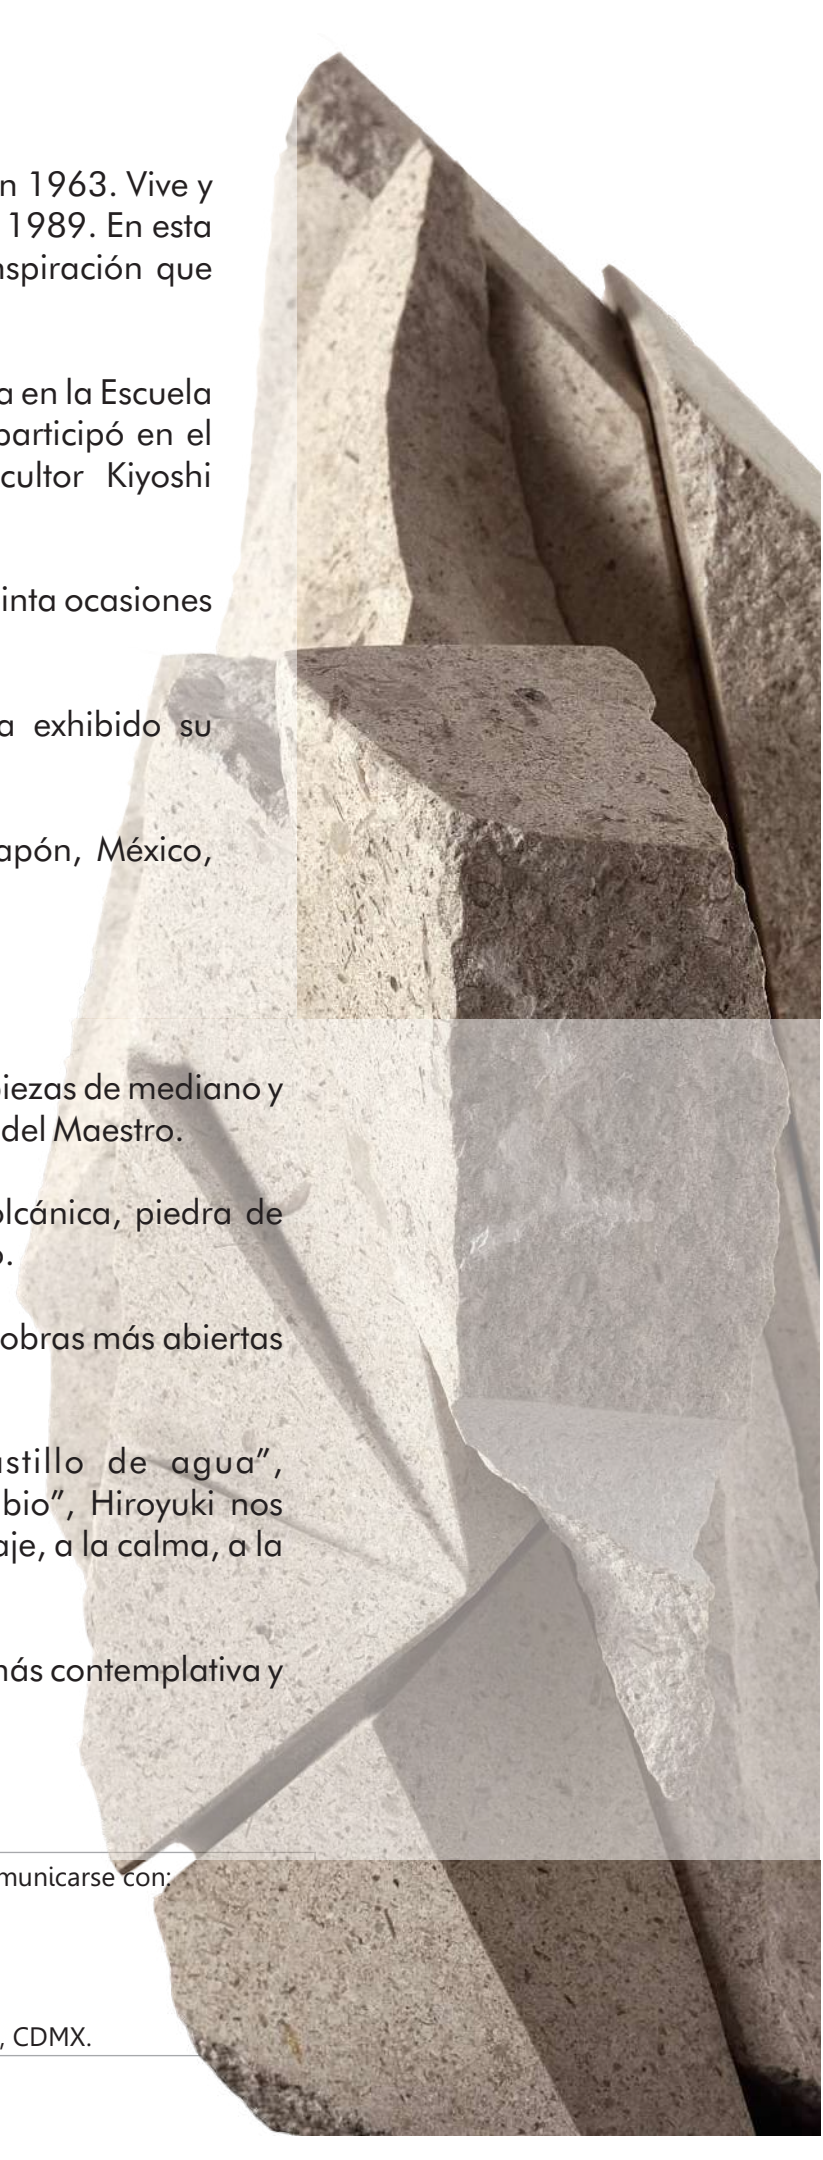 n 1963. Vive y
1989. En esta
nspiración que
a en la Escuela
participó en el
cultor Kiyoshi
inta ocasiones
a exhibido su
apón, México,
iezas de mediano y
del Maestro.
olcánica, piedra de
o.
obras más abiertas
astillo de agua”,
bio”, Hiroyuki nos
aje, a la calma, a la
nás contemplativa y
municarse con:
, CDMX.